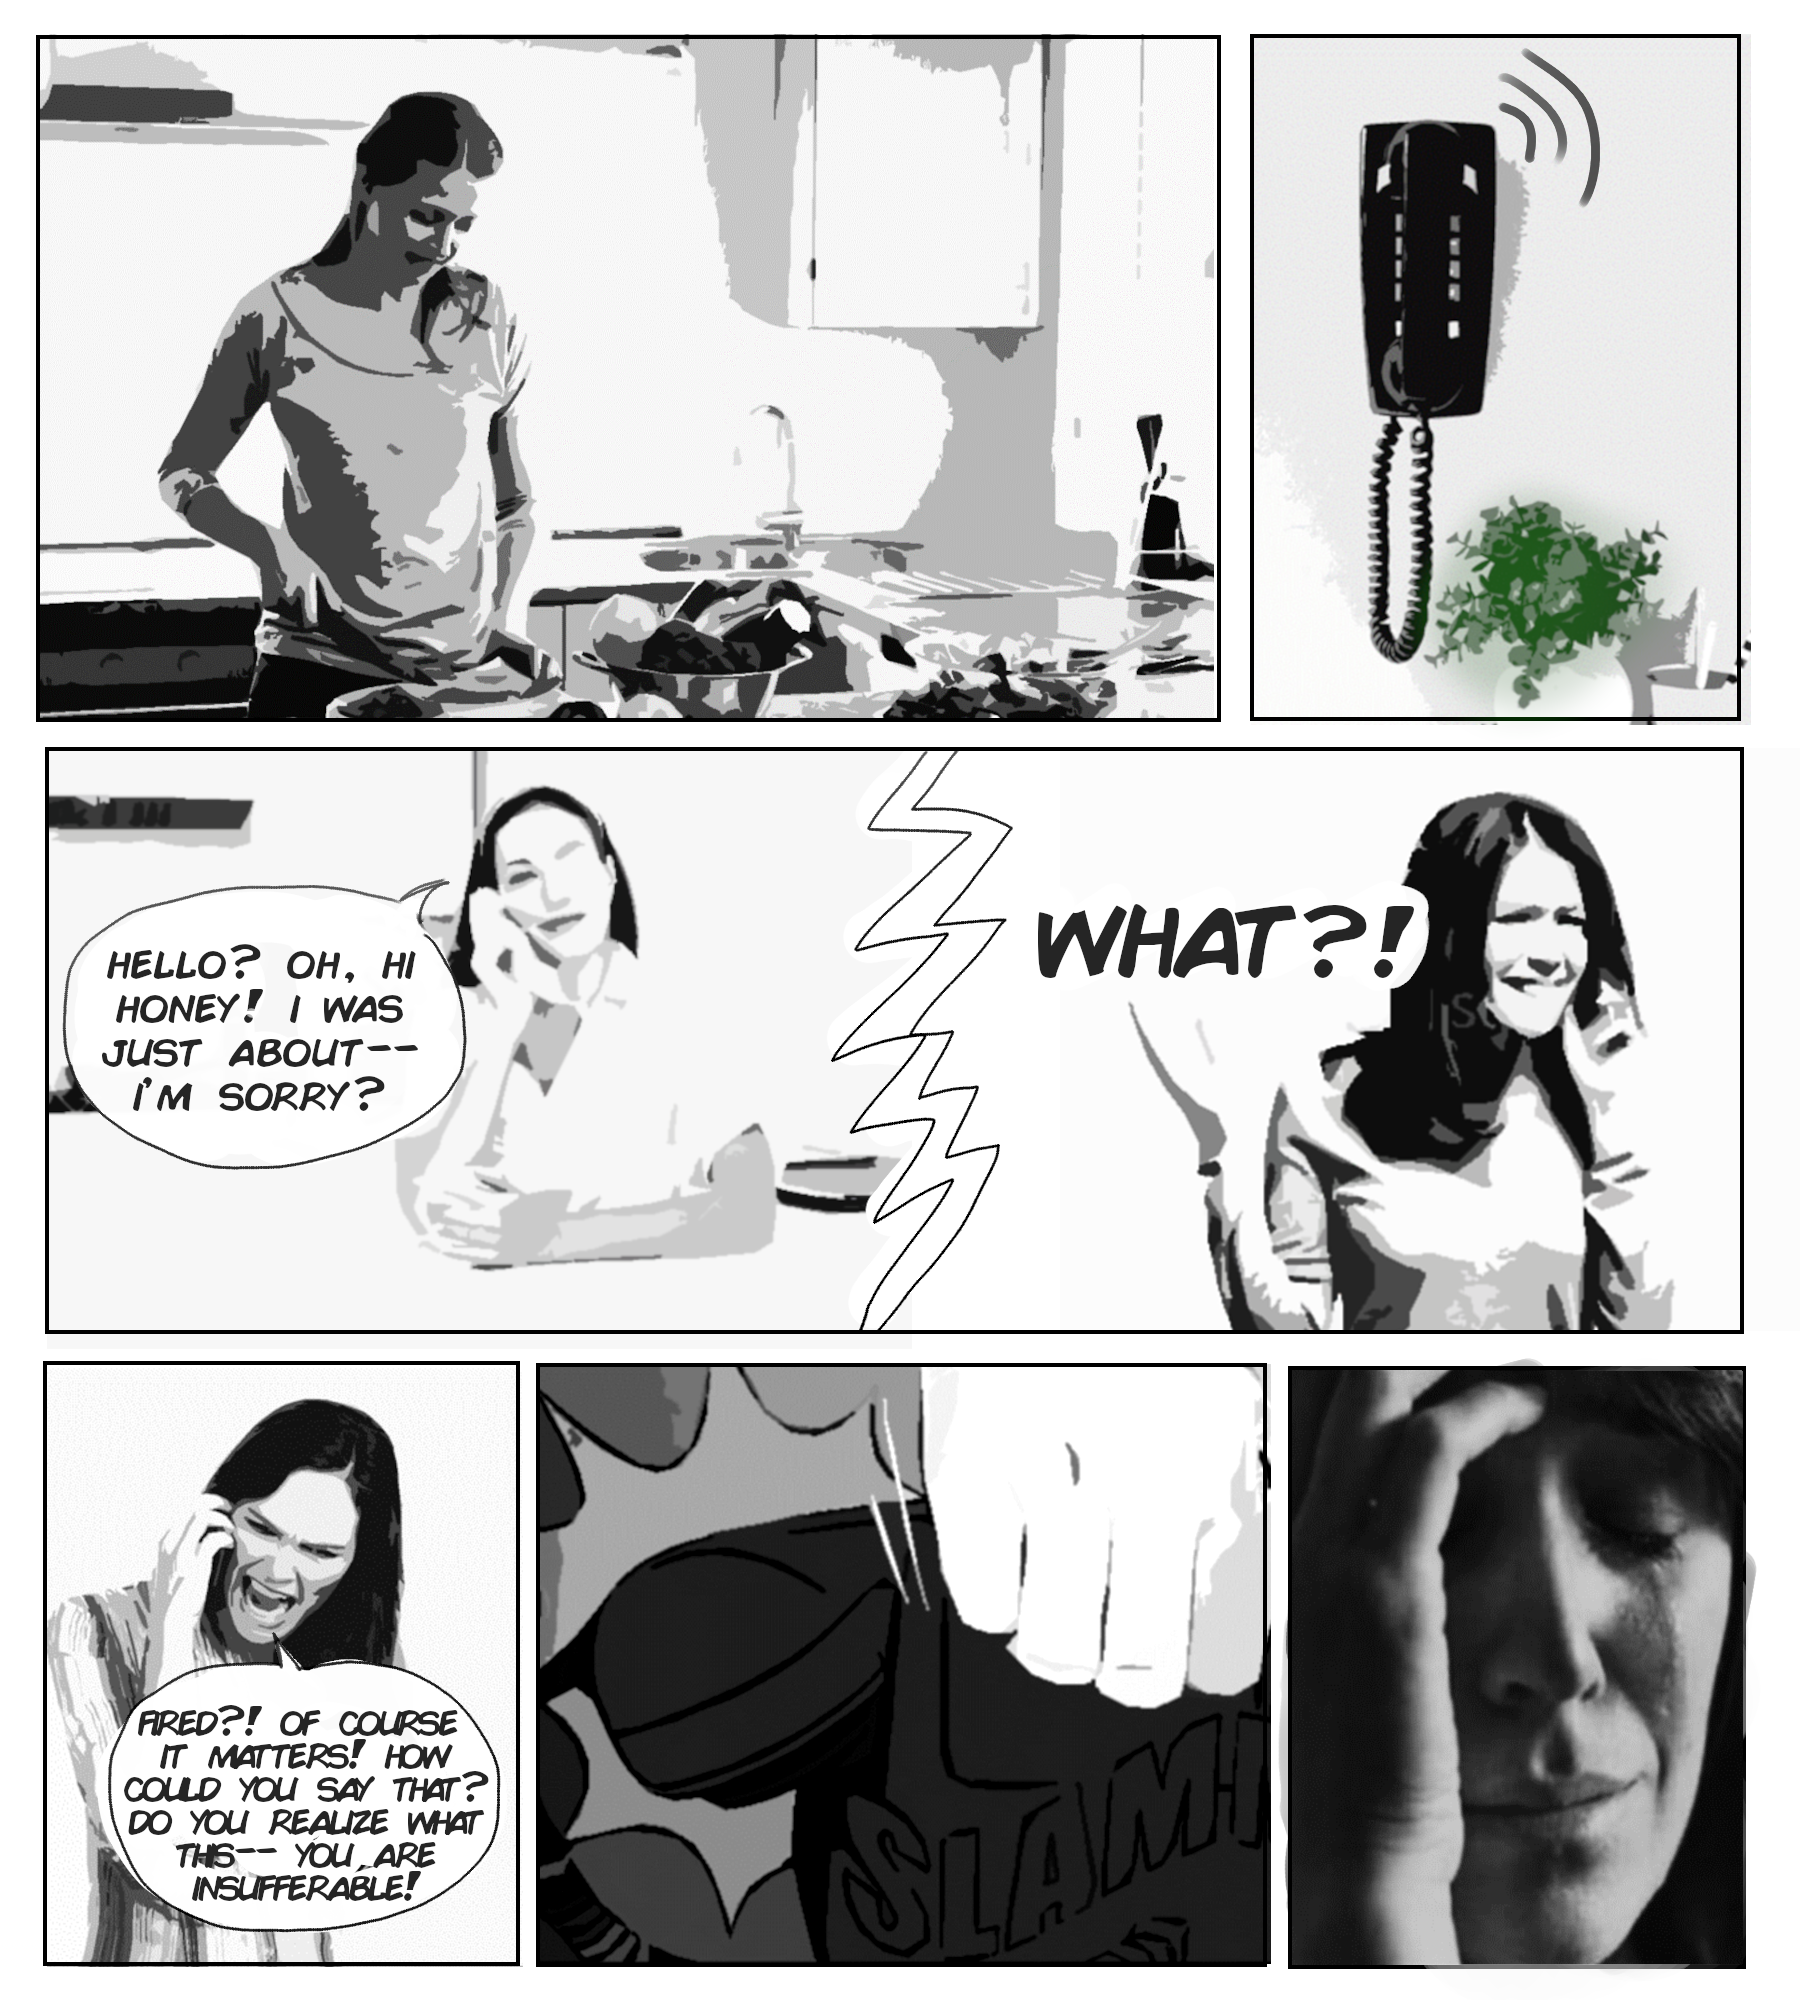 HELLO? OH, HI
HONEY! I WAS
JUST ABOUT--
I'M SORRY?
WHAT?!
FIRED?! OF COURSE
IT MATTERS! HOW
COULD YOU SAY THAT?
DO YOU REALIZE WHAT
THIS-- YOU ARE
INSUFFERABLE!
SLAM!